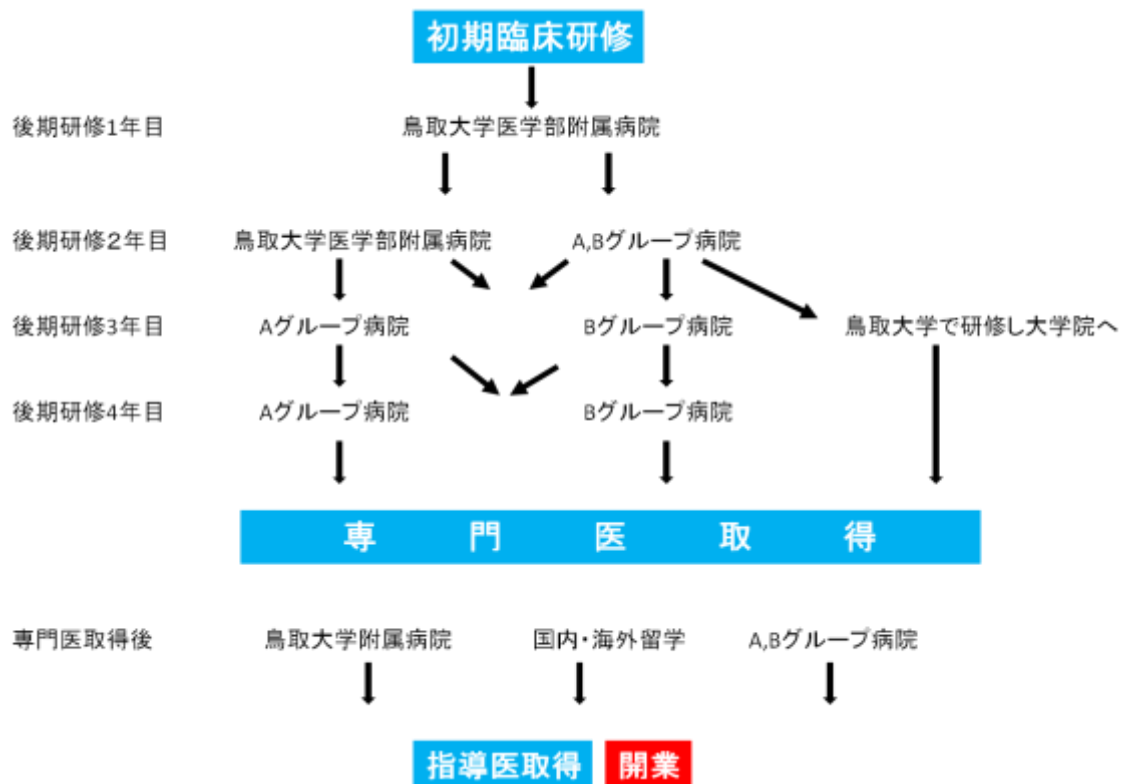 初期臨床研修
後期研修1年目 鳥取大学医学部附属病院
後期研修2年目 鳥取大学医学部附属病院 A,Bグループ病院
後期研修3年目 Aグループ病院 Bグループ病院 鳥取大学で研修し大学院へ
後期研修4年目 Aグループ病院 Bグループ病院
専門医取得
専門医取得後 鳥取大学附属病院 国内・海外留学 A,Bグループ病院
指導医取得 開業